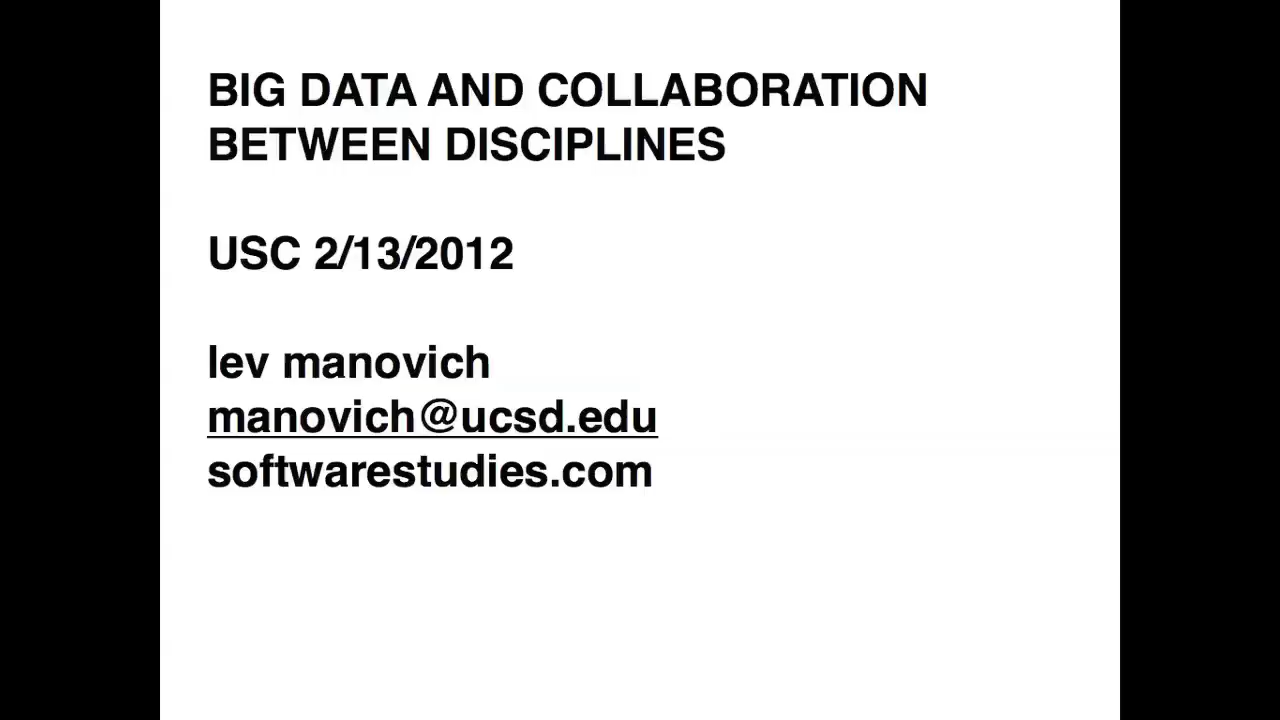 BIG DATA AND COLLABORATION
BETWEEN DISCIPLINES
USC 2/13/2012
lev manovich
manovich@ucsd.edu
softwarestudies.com